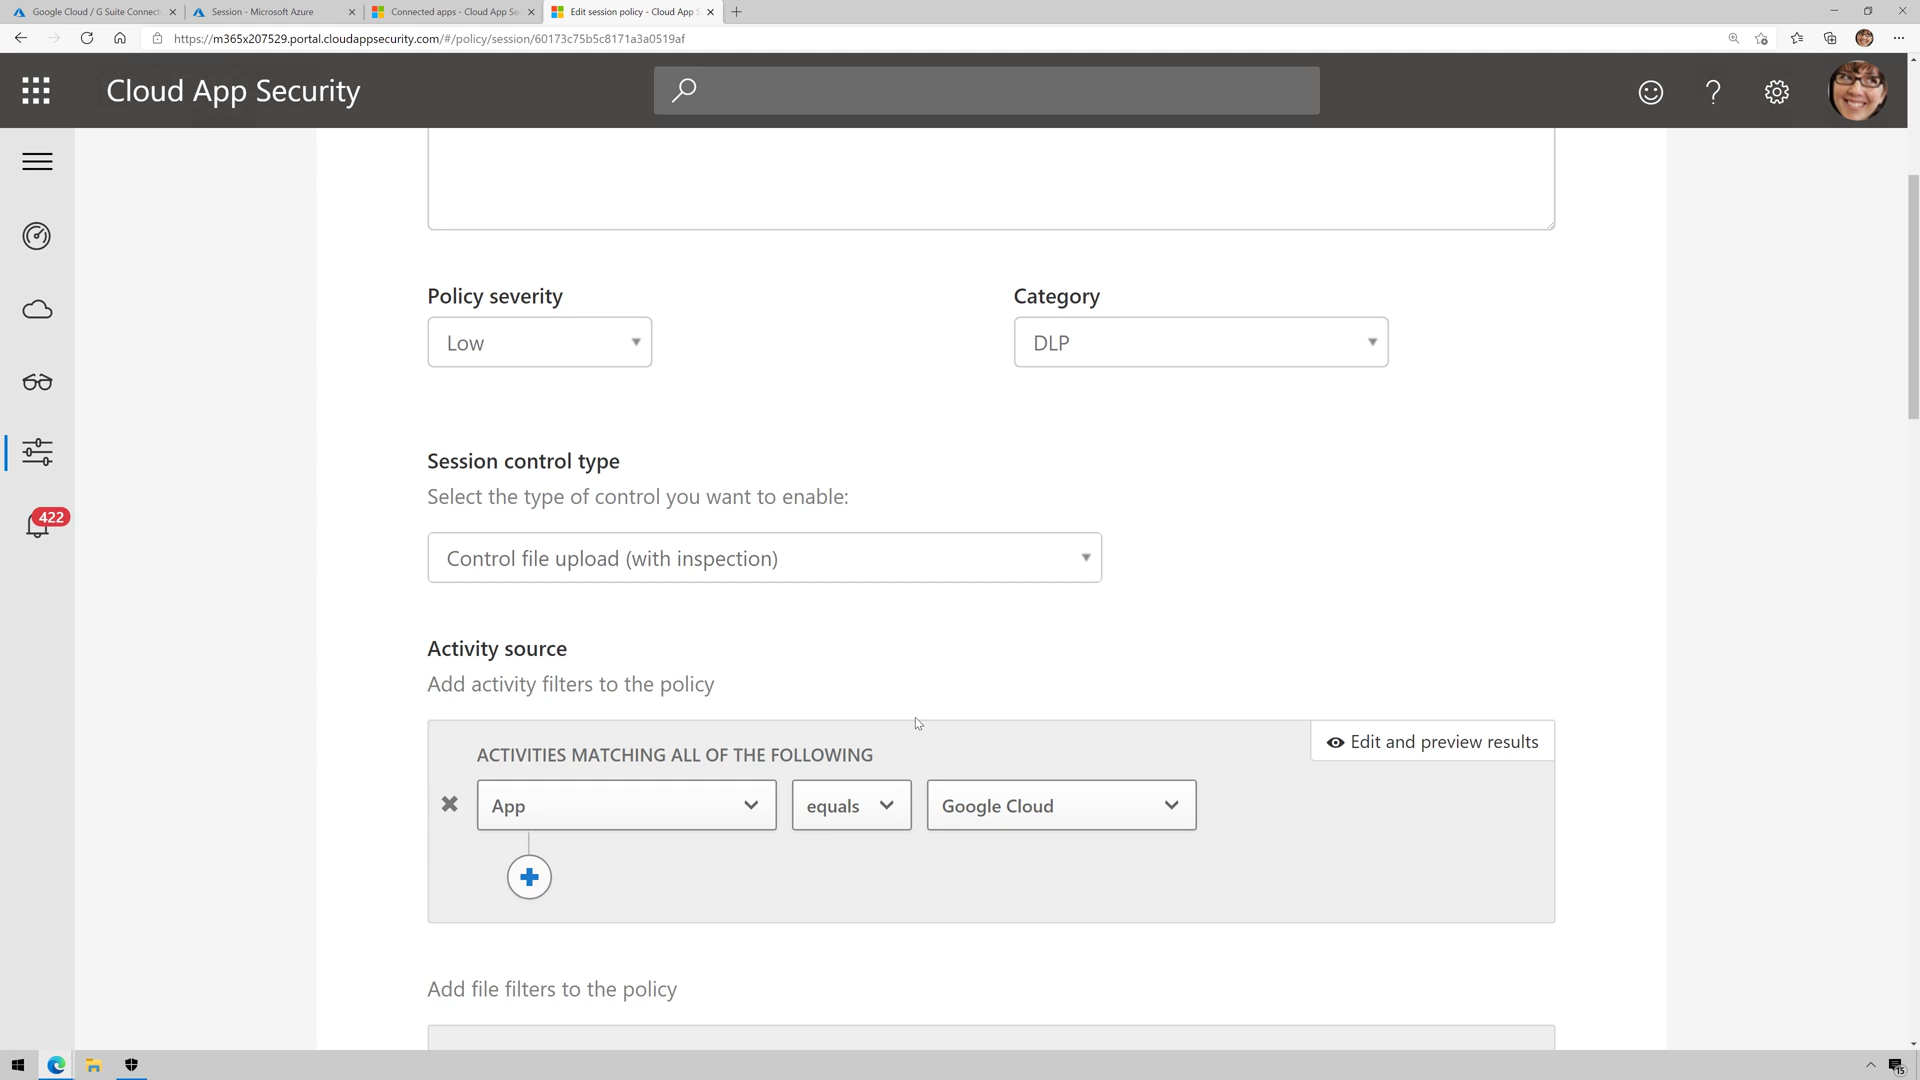 Google Cloud / G Suite Connect
Session - Microsoft Azure
Connected apps - Cloud App Se
Edit session policy - Cloud App S
https://m365x207529.portal.cloudappsecurity.com/#/policy/session/60173c75b5c8171a3a0519af
Cloud App Security
?
Policy severity
Category
Low
DLP
Session control type
Select the type of control you want to enable:
422
Control file upload (with inspection)
Activity source
Add activity filters to the policy
Edit and preview results
ACTIVITIES MATCHING ALL OF THE FOLLOWING
App
equals
Google Cloud
Add file filters to the policy
15